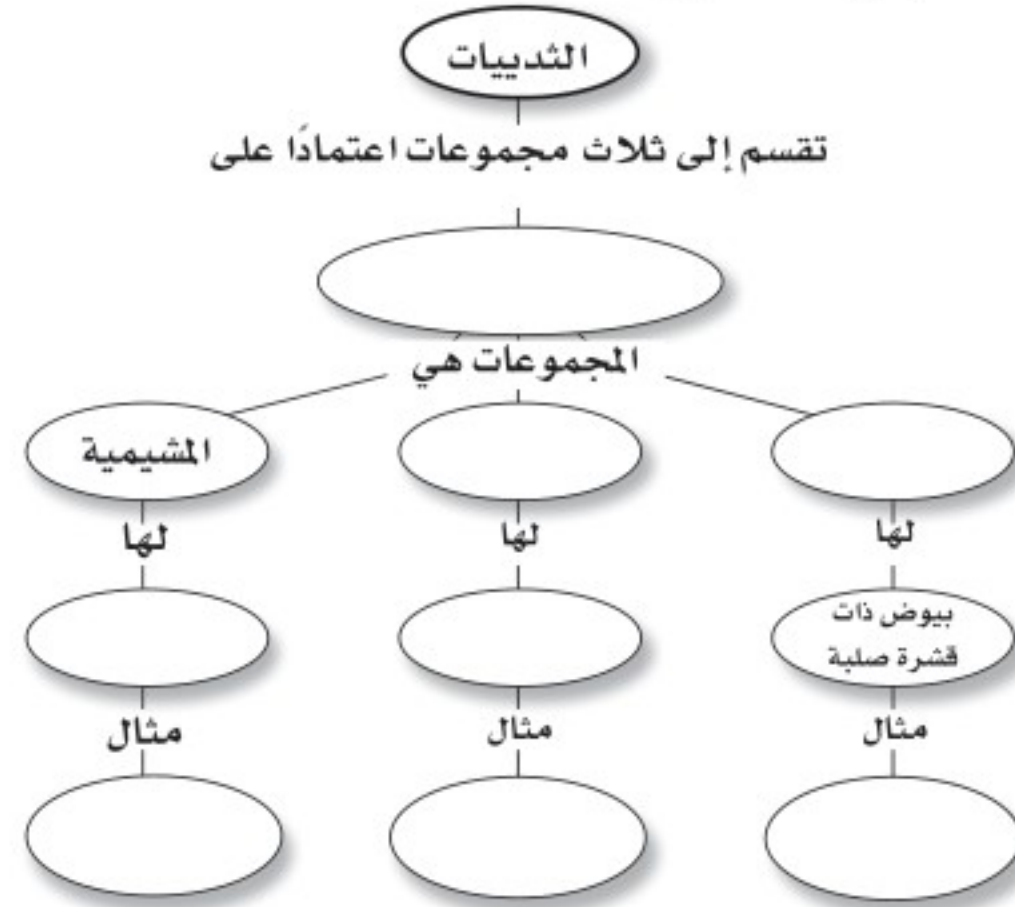 الثدييات
تقسم إلى ثلاث مجموعات اعتمادًا على
المجموعات هي
المشيمية
لها
لها
لها
بيوض ذات
قشرة صلبة
مثال
مثال
مثال